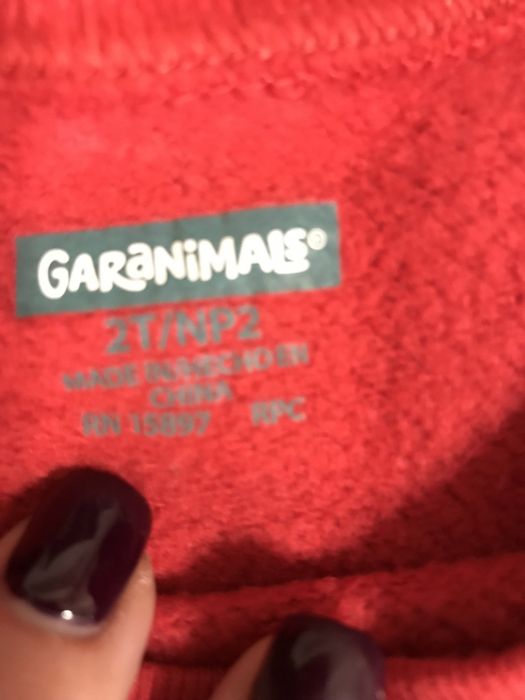 GARANIMALS®
2T/NP2
MADE IN/HECHO EN
CHINA
RN 15897 RPC